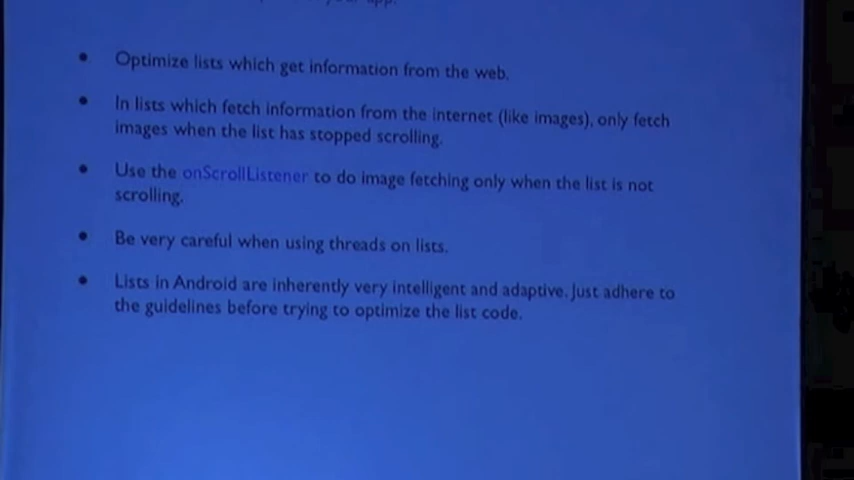 app.
• Optimize lists which get information from the web.
• In lists which fetch information from the internet (like images), only fetch
images when the list has stopped scrolling.
• Use the onScrollListener to do image fetching only when the list is not
scrolling.
• Be very careful when using threads on lists.
• Lists in Android are inherently very intelligent and adaptive. Just adhere to
the guidelines before trying to optimize the list code.